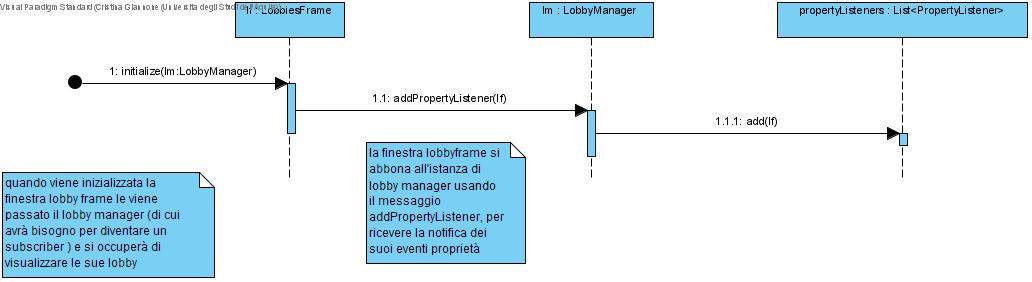 Visual Paradigm Standard (Cristina Giannone (Università degli Studi dell'Aquila))
lf : LobbiesFrame
lm : LobbyManager
propertyListeners : List<PropertyListener>
1: initialize(lm:LobbyManager)
1.1: addPropertyListener(lf)
1.1.1: add(lf)
la finestra lobbyframe si
abbona all'istanza di
lobby manager usando
il messaggio
addPropertyListener, per
ricevere la notifica dei
suoi eventi proprietà
quando viene inizializzata la
finestra lobby frame le viene
passato il lobby manager (di cui
avrà bisogno per diventare un
subscriber ) e si occuperà di
visualizzare le sue lobby